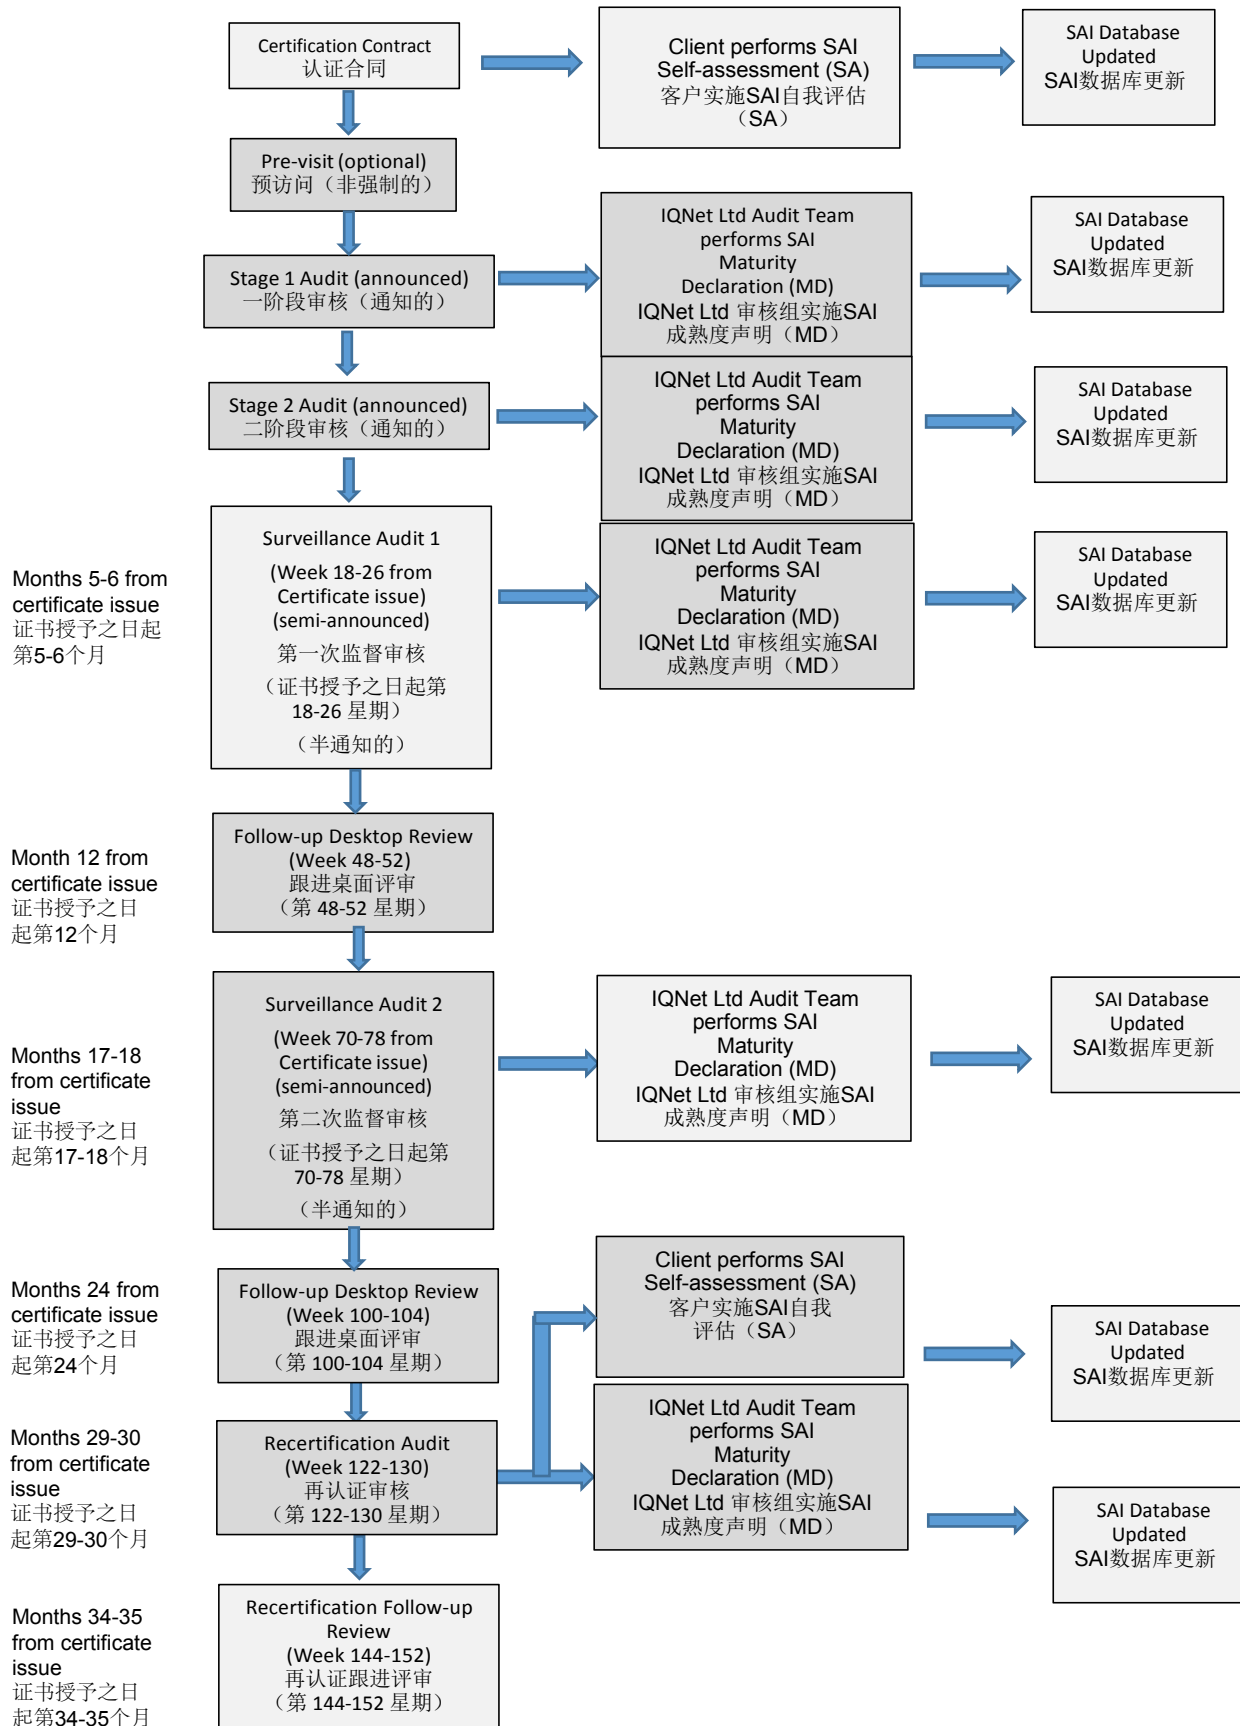 Certification Contract
认证合同
Client performs SAI
Self-assessment (SA)
客户实施SAI自我评估
（SA）
SAI Database
Updated
SAI数据库更新
Pre-visit (optional)
预访问（非强制的）
Stage 1 Audit (announced)
一阶段审核（通知的）
IQNet Ltd Audit Team
performs SAI
Maturity
Declaration (MD)
IQNet Ltd 审核组实施SAI
成熟度声明（MD）
SAI Database
Updated
SAI数据库更新
Stage 2 Audit (announced)
二阶段审核（通知的）
IQNet Ltd Audit Team
performs SAI
Maturity
Declaration (MD)
IQNet Ltd 审核组实施SAI
成熟度声明（MD）
SAI Database
Updated
SAI数据库更新
Months 5-6 from
certificate issue
证书授予之日起
第5-6个月
Surveillance Audit 1
(Week 18-26 from
Certificate issue)
(semi-announced)
第一次监督审核
（证书授予之日起第
18-26 星期）
（半通知的）
IQNet Ltd Audit Team
performs SAI
Maturity
Declaration (MD)
IQNet Ltd 审核组实施SAI
成熟度声明（MD）
SAI Database
Updated
SAI数据库更新
Month 12 from
certificate issue
证书授予之日
起第12个月
Follow-up Desktop Review
(Week 48-52)
跟进桌面评审
（第 48-52 星期）
Months 17-18
from certificate
issue
证书授予之日
起第17-18个月
Surveillance Audit 2
(Week 70-78 from
Certificate issue)
(semi-announced)
第二次监督审核
（证书授予之日起第
70-78 星期）
（半通知的）
IQNet Ltd Audit Team
performs SAI
Maturity
Declaration (MD)
IQNet Ltd 审核组实施SAI
成熟度声明（MD）
SAI Database
Updated
SAI数据库更新
Months 24 from
certificate issue
证书授予之日
起第24个月
Follow-up Desktop Review
(Week 100-104)
跟进桌面评审
（第 100-104 星期）
Client performs SAI
Self-assessment (SA)
客户实施SAI自我
评估（SA）
SAI Database
Updated
SAI数据库更新
Months 29-30
from certificate
issue
证书授予之日
起第29-30个月
Recertification Audit
(Week 122-130)
再认证审核
（第 122-130 星期）
IQNet Ltd Audit Team
performs SAI
Maturity
Declaration (MD)
IQNet Ltd 审核组实施SAI
成熟度声明（MD）
SAI Database
Updated
SAI数据库更新
Months 34-35
from certificate
issue
证书授予之日
起第34-35个月
Recertification Follow-up
Review
(Week 144-152)
再认证跟进评审
（第 144-152 星期）